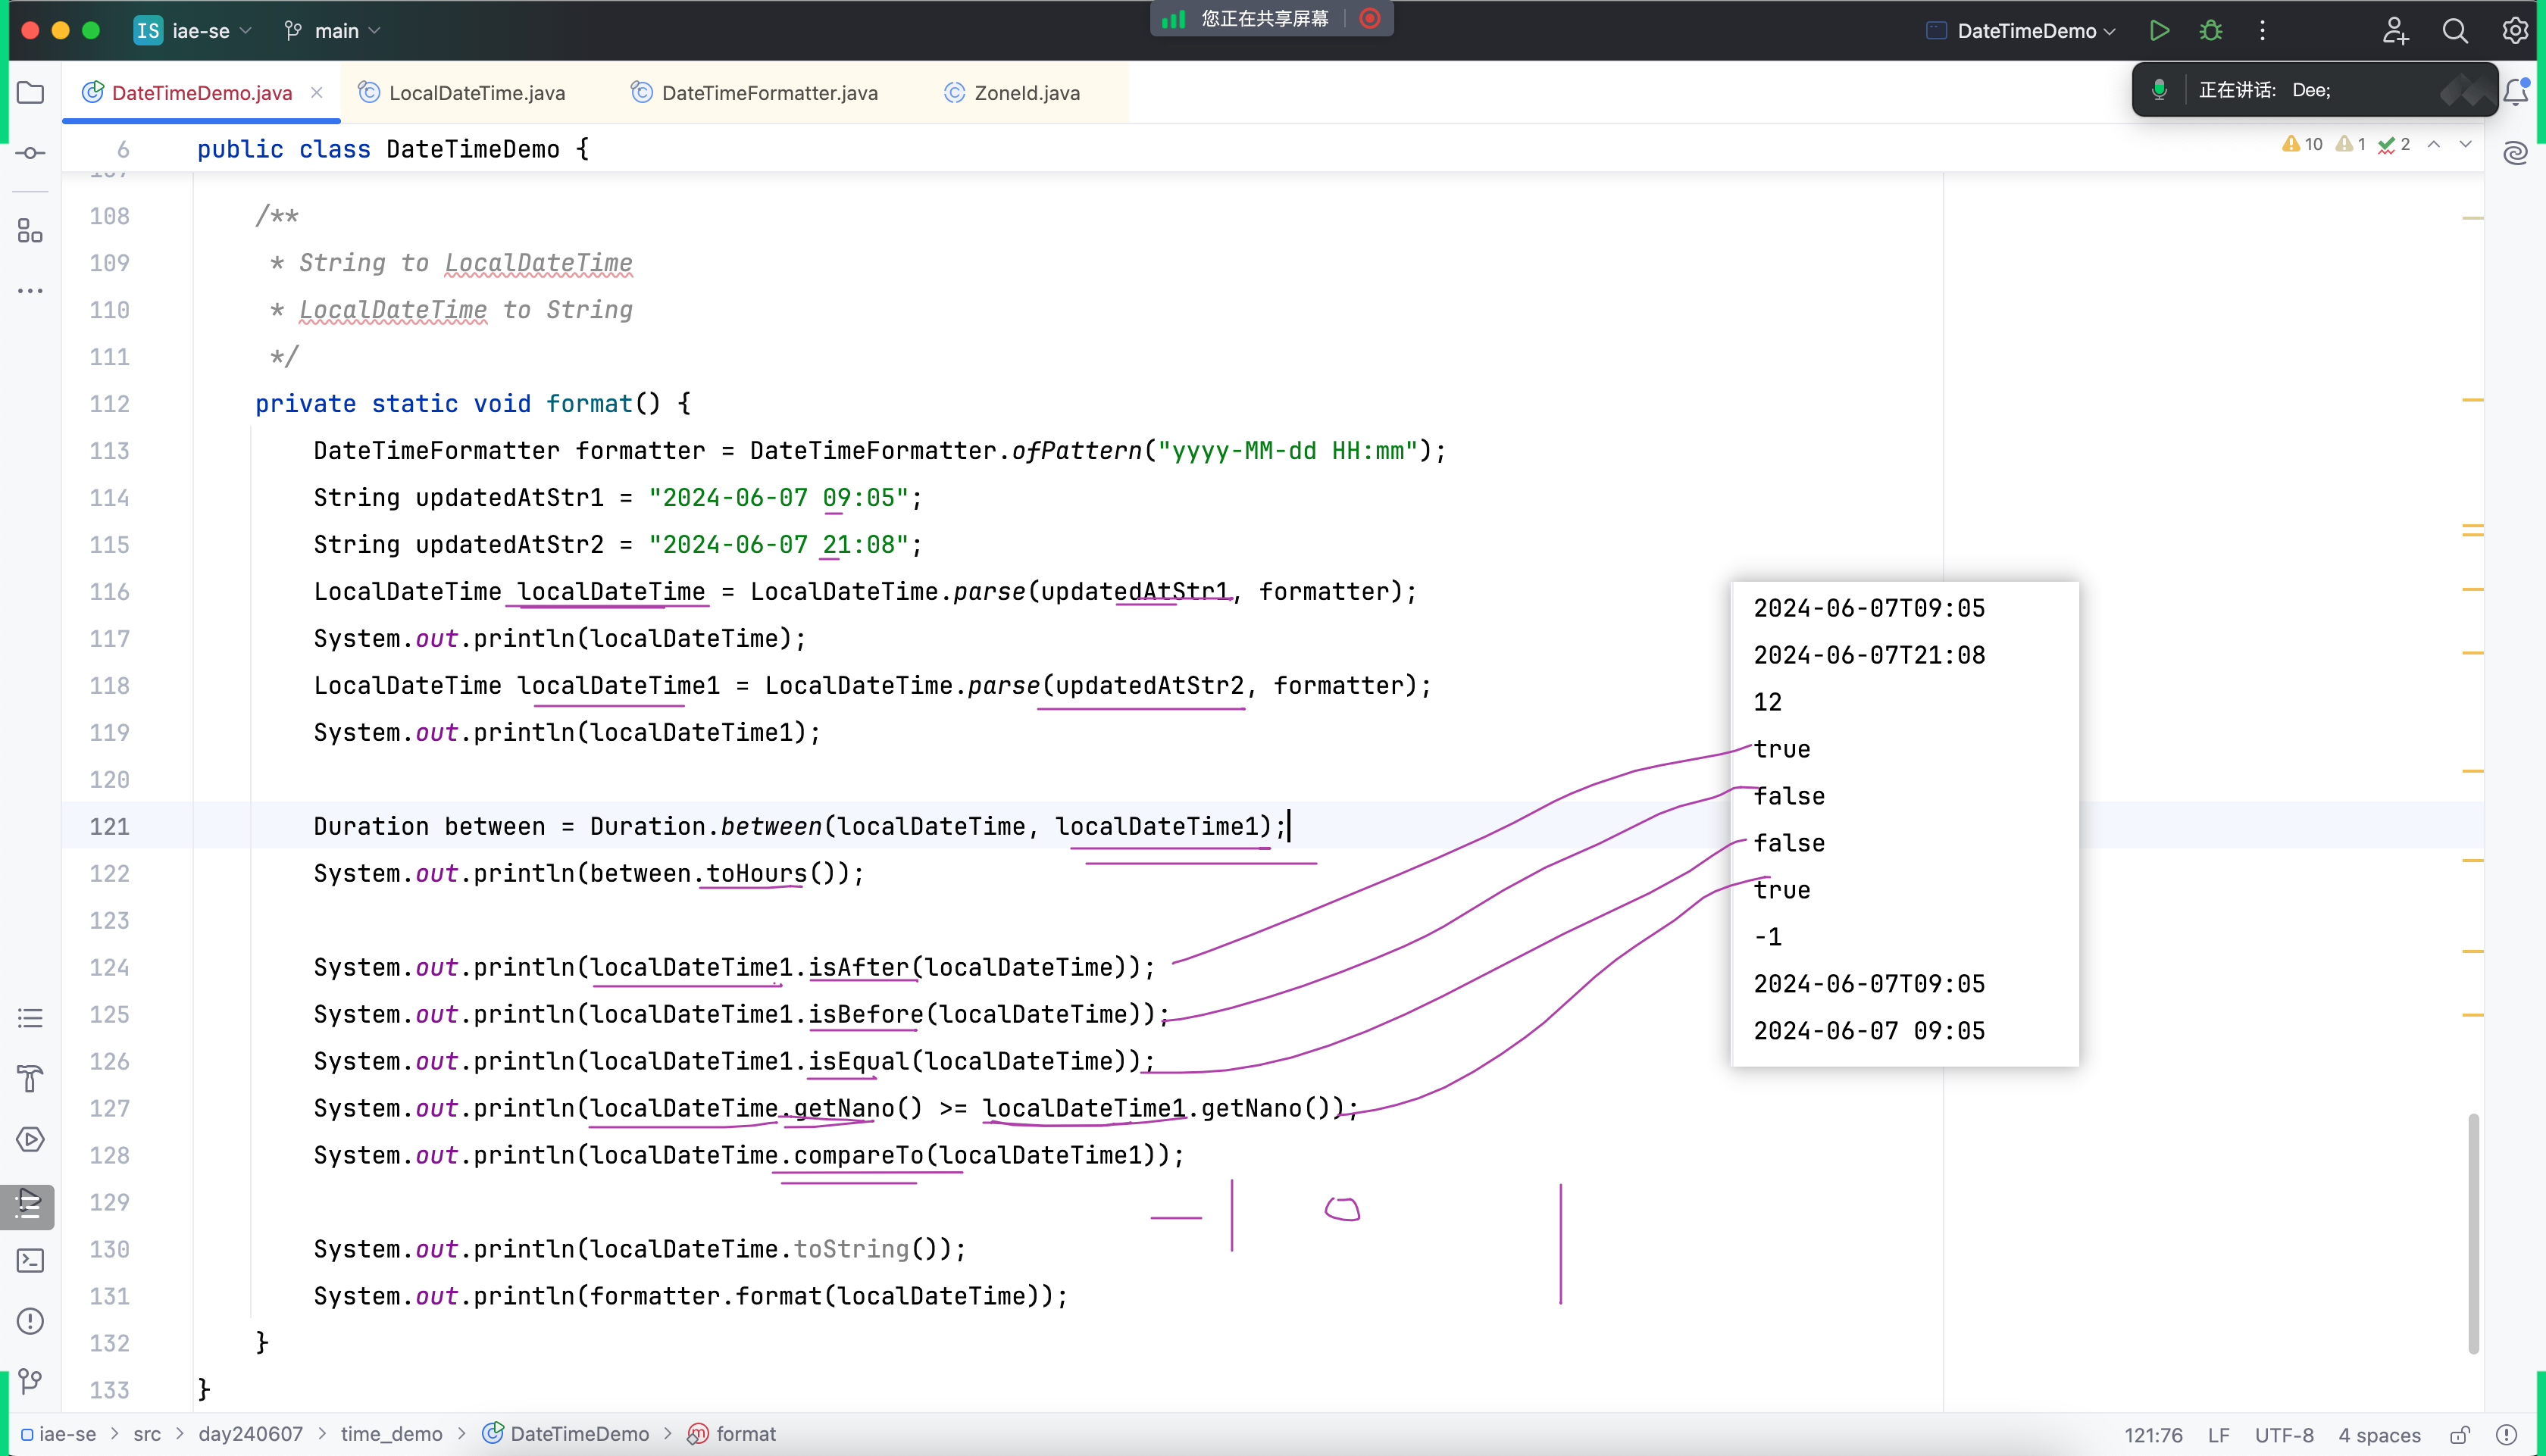 IS iae-se main
您正在共享屏幕
DateTimeDemo
DateTimeDemo.java LocalDateTime.java DateTimeFormatter.java ZoneId.java
正在讲话: Dee;
6 public class DateTimeDemo {
10 1 2
108 /**
109 * String to LocalDateTime
110 * LocalDateTime to String
111 */
112 private static void format() {
113 DateTimeFormatter formatter = DateTimeFormatter.ofPattern("yyyy-MM-dd HH:mm");
114 String updatedAtStr1 = "2024-06-07 09:05";
115 String updatedAtStr2 = "2024-06-07 21:08";
116 LocalDateTime localDateTime = LocalDateTime.parse(updatedAtStr1, formatter);
117 System.out.println(localDateTime);
118 LocalDateTime localDateTime1 = LocalDateTime.parse(updatedAtStr2, formatter);
119 System.out.println(localDateTime1);
120
121 Duration between = Duration.between(localDateTime, localDateTime1);
122 System.out.println(between.toHours());
123
124 System.out.println(localDateTime1.isAfter(localDateTime));
125 System.out.println(localDateTime1.isBefore(localDateTime));
126 System.out.println(localDateTime1.isEqual(localDateTime));
127 System.out.println(localDateTime.getNano() >= localDateTime1.getNano());
128 System.out.println(localDateTime.compareTo(localDateTime1));
129
130 System.out.println(localDateTime.toString());
131 System.out.println(formatter.format(localDateTime));
132 }
133 }
2024-06-07T09:05
2024-06-07T21:08
12
true
false
false
true
-1
2024-06-07T09:05
2024-06-07 09:05
-1 0 1
iae-se > src > day240607 > time_demo > DateTimeDemo > format
121:76 LF UTF-8 4 spaces